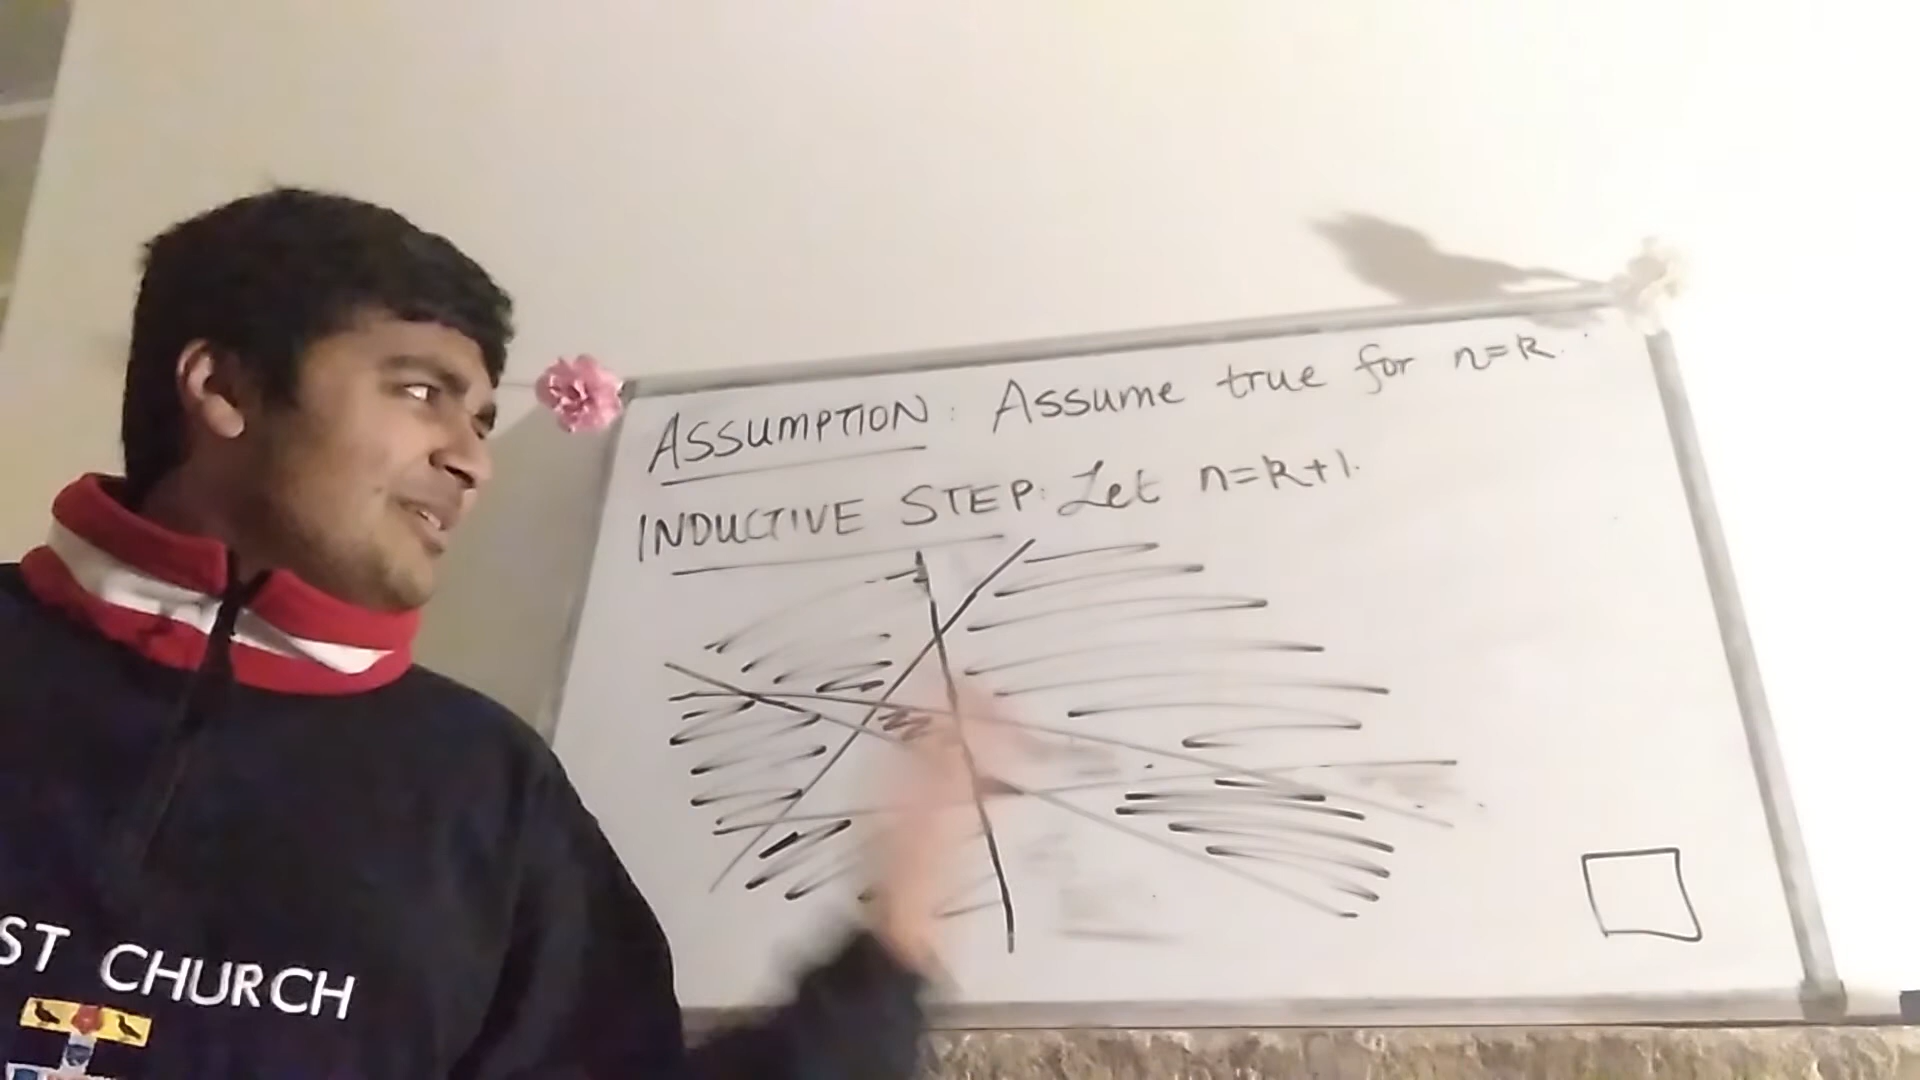 ASSUMPTION: Assume true for n=k.
INDUCTIVE STEP: Let n=k+1.
ST CHURCH